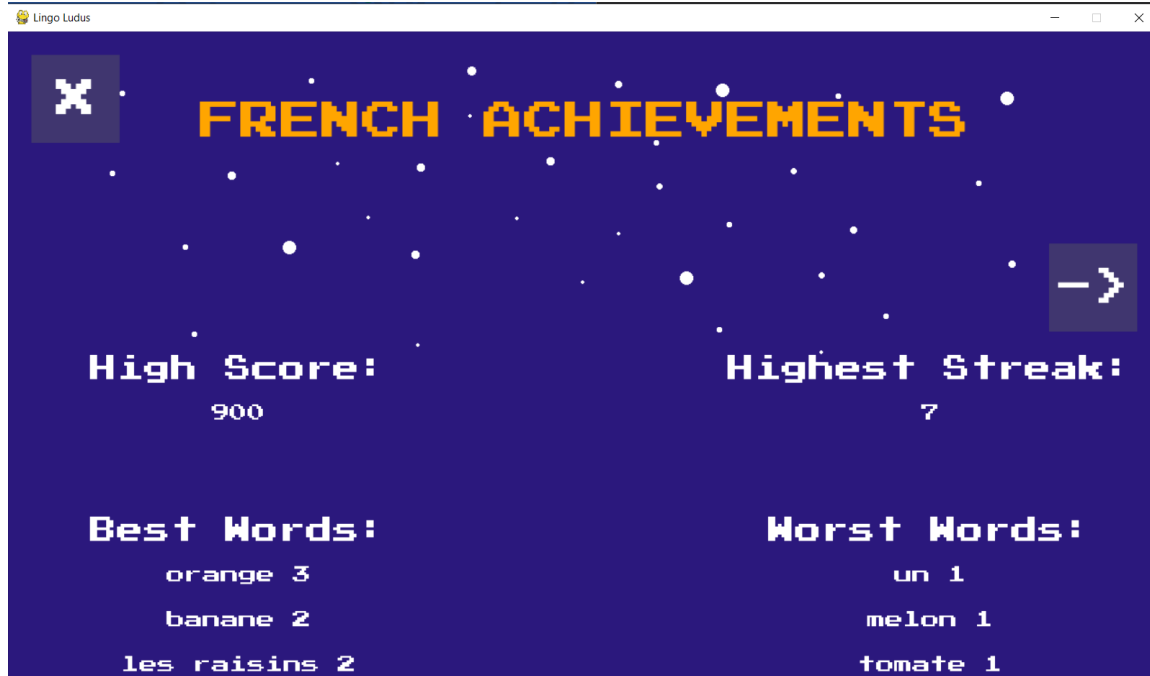 Lingo Ludus
x
FRENCH ACHIEVEMENTS
->
High Score:
900
Highest Streak:
7
Best Words:
orange 3
banane 2
les raisins 2
Worst Words:
un 1
melon 1
tomate 1